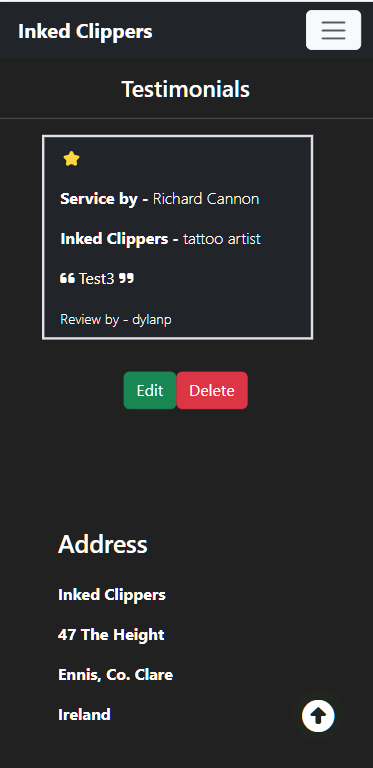 Inked Clippers
Testimonials
Service by - Richard Cannon
Inked Clippers - tattoo artist
❝ Test3 ❞
Review by - dylanp
Edit Delete
Address
Inked Clippers
47 The Height
Ennis, Co. Clare
Ireland